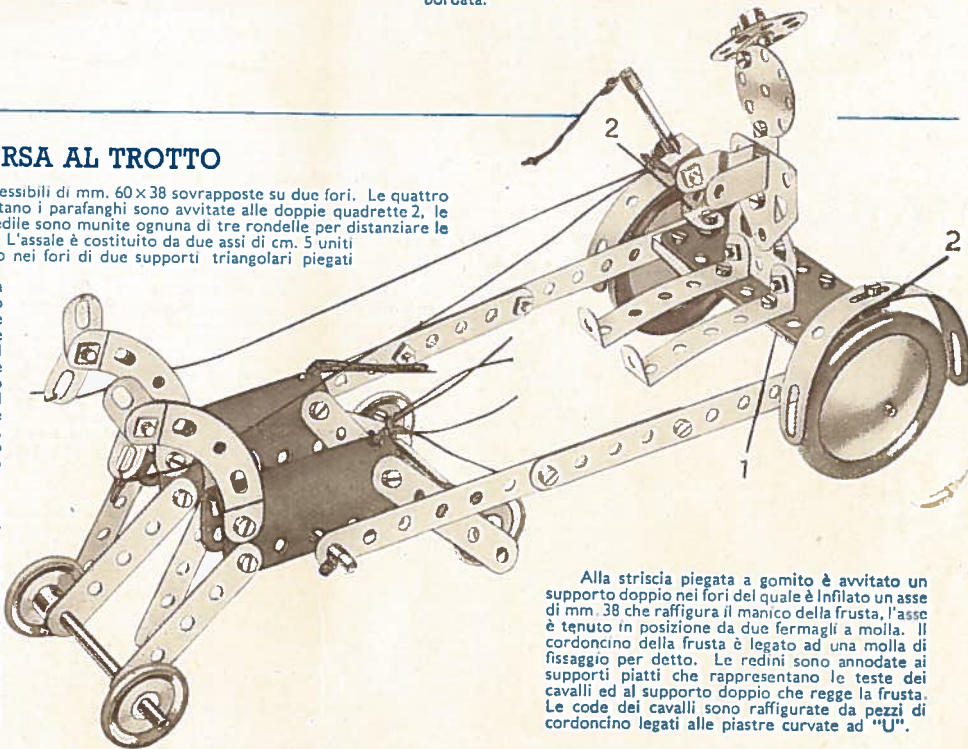 RSA AL TROTTO
essibili di mm. 60×38 sovrapposte su due fori. Le quattro
tano i parafanghi sono avvitate alle doppie quadrette 2, le
edile sono munite ognuna di tre rondelle per distanziare le
L'assale è costituito da due assi di cm. 5 uniti
o nei fori di due supporti triangolari piegati
2
2
1
Alla striscia piegata a gomito è avvitato un
supporto doppio nei fori del quale è Infilato un asse
di mm. 38 che raffigura il manico della frusta, l'asse
è tenuto in posizione da due fermagli a molla. Il
cordoncino della frusta è legato ad una molla di
fissaggio per detto. Le redini sono annodate ai
supporti piatti che rappresentano le teste dei
cavalli ed al supporto doppio che regge la frusta.
Le code dei cavalli sono raffigurate da pezzi di
cordoncino legati alle piastre curvate ad "U".